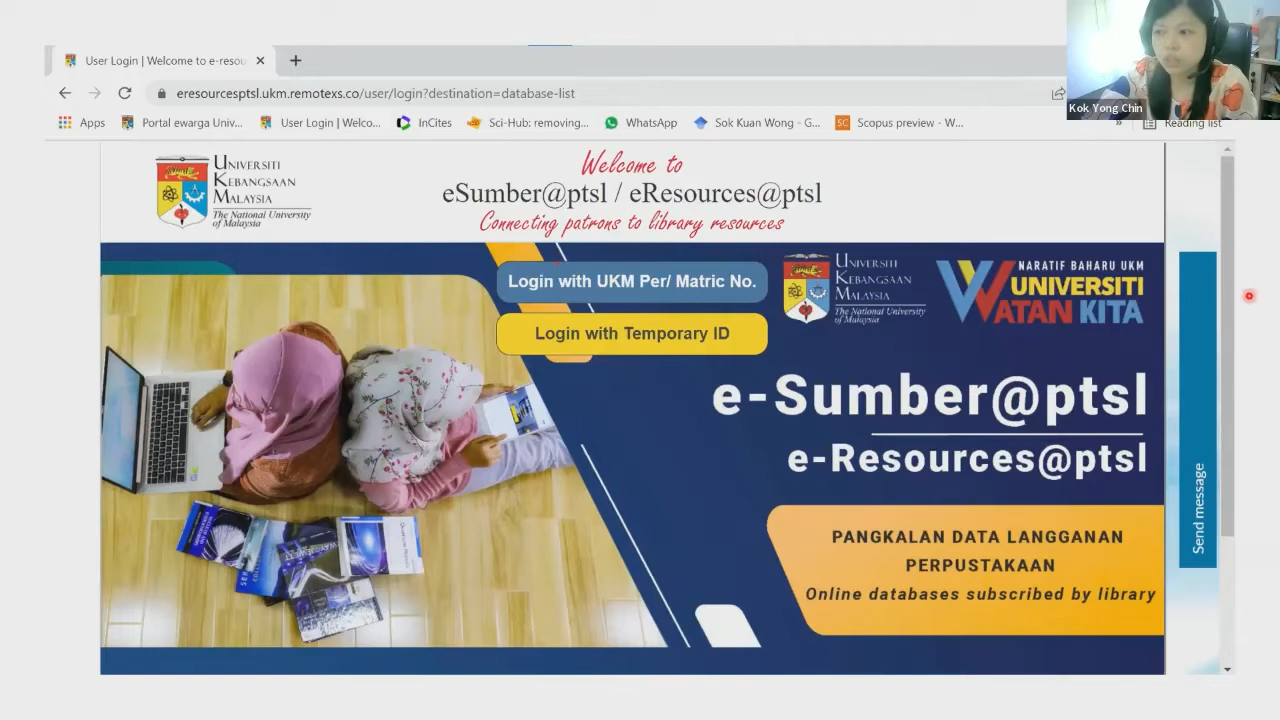 User Login | Welcome to e-resou
eresourcesptsl.ukm.remotexs.co/user/login?destination=database-list
Kok Yong Chin
Apps
Portal ewarga Univ...
User Login | Welc...
iCited
Sci-Hub: removing...
WhatsApp
Sok Kuan Wong - G...
SC
Scopus preview - W...
»
Reading list
UNIVERSITI
KEBANGSAAN
MALAYSIA
The National University
of Malaysia
Welcome to
eSumber@ptsl / eResources@ptsl
Connecting patrons to library resources
Login with UKM Per/ Matric No.
Login with Temporary ID
UNIVERSITI
KEBANGSAAN
MALAYSIA
The National University
of Malaysia
NARATIF BAHARU UKM
UNIVERSITI
WATAN KITA
e-Sumber@ptsl
e-Resources@ptsl
PANGKALAN DATA LANGGANAN
PERPUSTAKAAN
Online databases subscribed by library
Send message